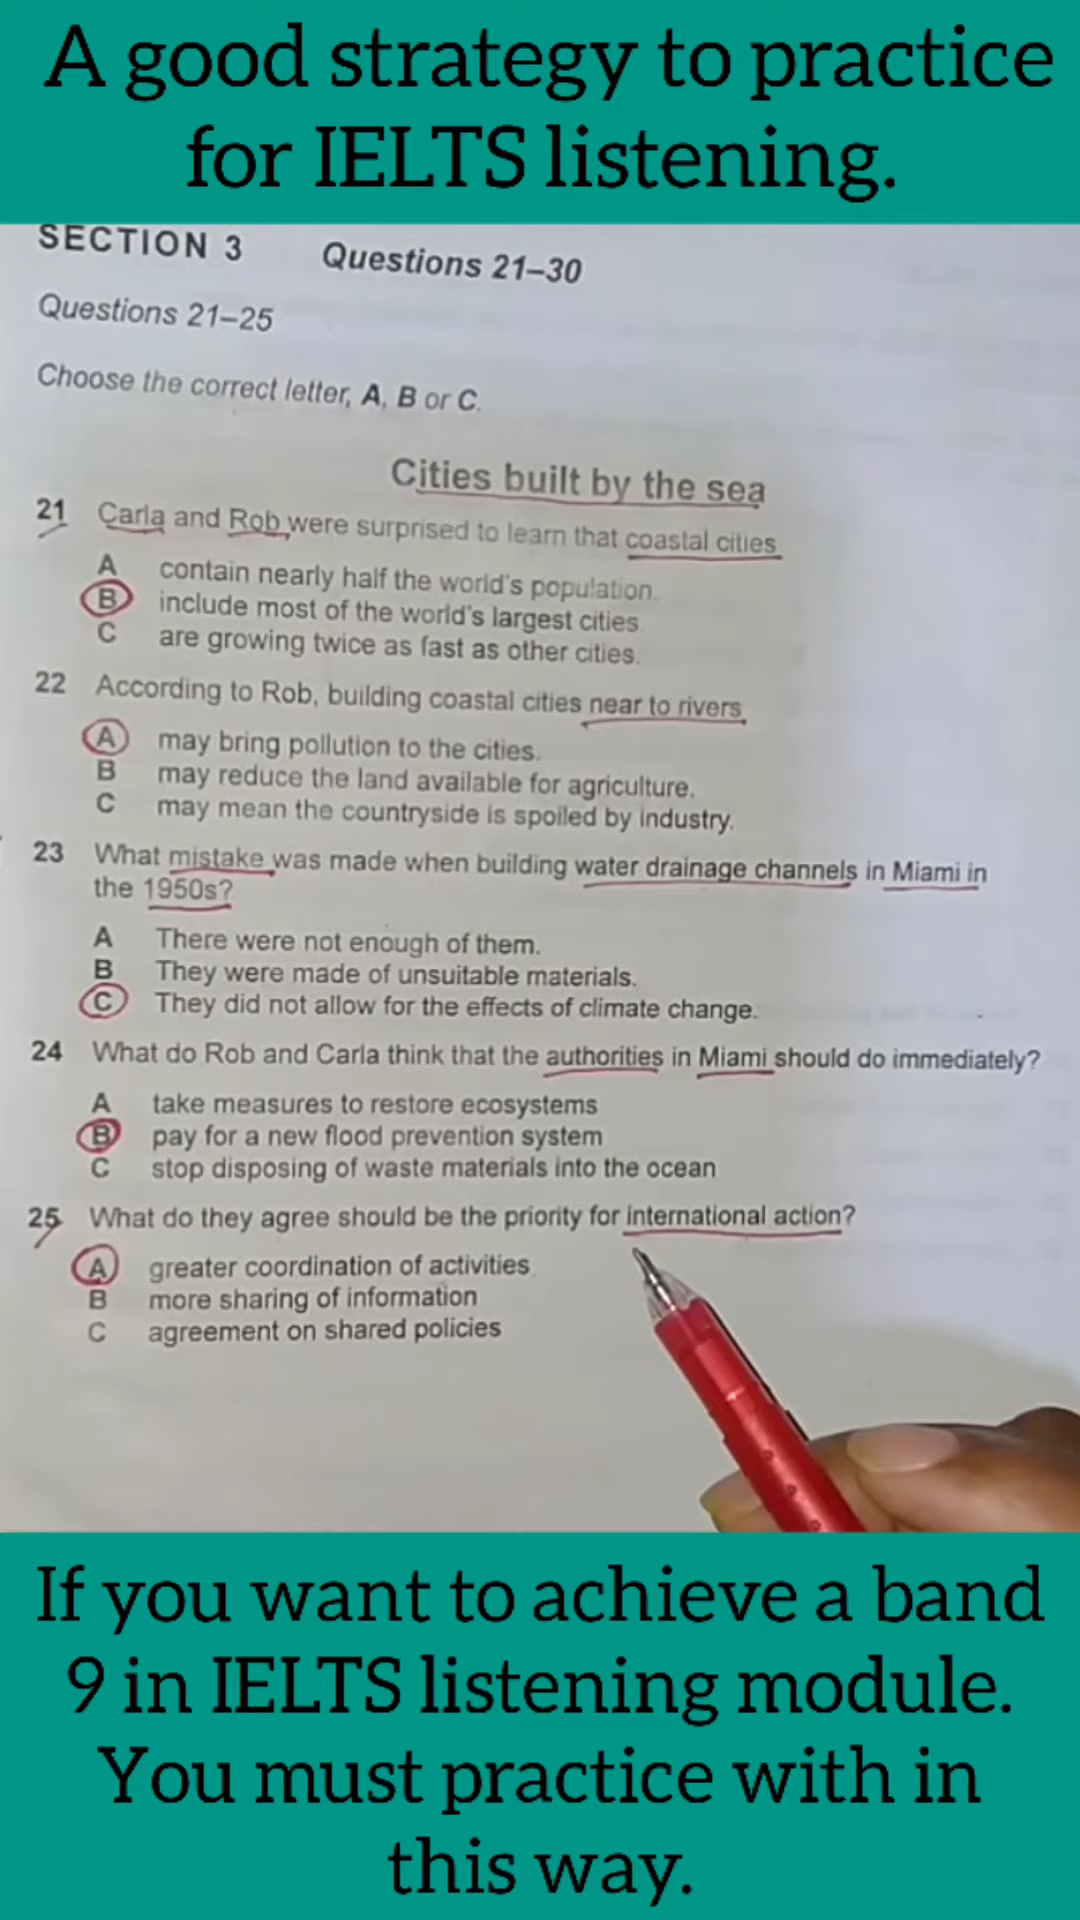 A good strategy to practice
for IELTS listening.
SECTION 3 Questions 21–30
Questions 21–25
Choose the correct letter, A, B or C.
Cities built by the sea
21 Carla and Rob were surprised to learn that coastal cities
A contain nearly half the world's population.
B include most of the world's largest cities.
C are growing twice as fast as other cities.
22 According to Rob, building coastal cities near to rivers
A may bring pollution to the cities.
B may reduce the land available for agriculture.
C may mean the countryside is spoiled by industry.
23 What mistake was made when building water drainage channels in Miami in
the 1950s?
A There were not enough of them.
B They were made of unsuitable materials.
C They did not allow for the effects of climate change.
24 What do Rob and Carla think that the authorities in Miami should do immediately?
A take measures to restore ecosystems
B pay for a new flood prevention system
C stop disposing of waste materials into the ocean
25 What do they agree should be the priority for international action?
A greater coordination of activities
B more sharing of information
C agreement on shared policies
If you want to achieve a band
9 in IELTS listening module.
You must practice with in
this way.